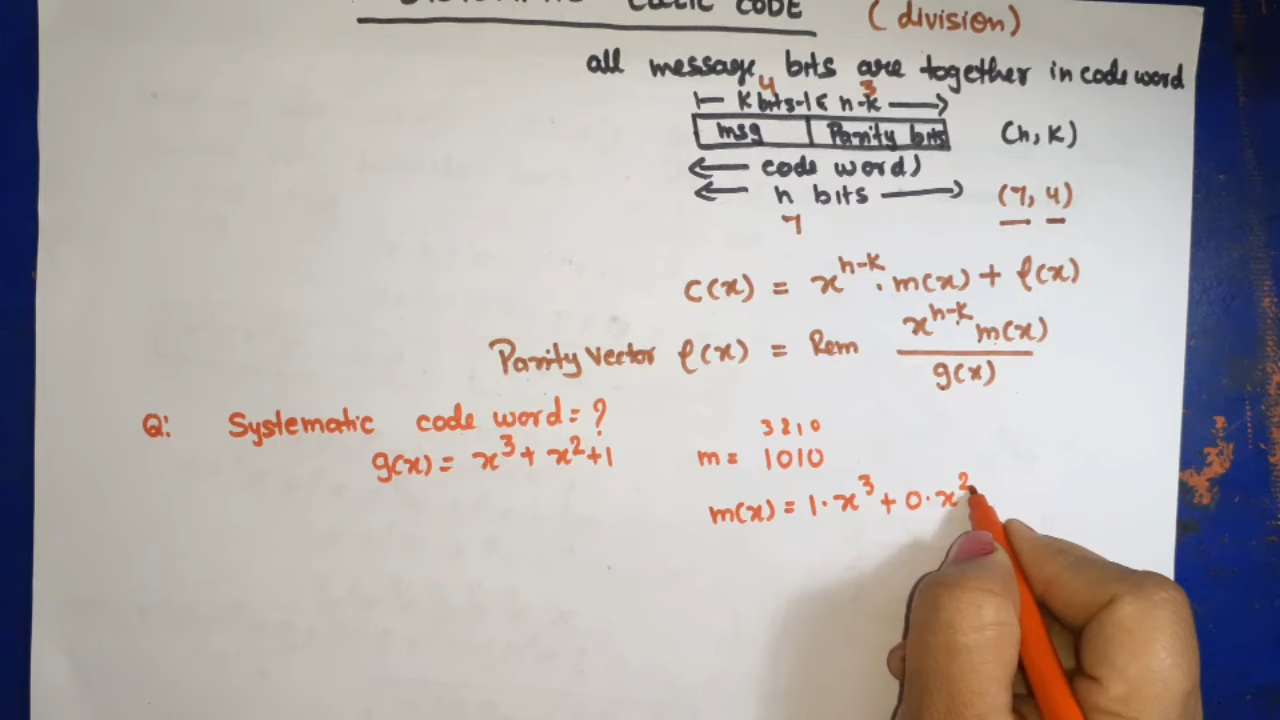 CODE (division)
all message bits are together in code word
4 3
K bits n-k
msg Parity bits (n, k)
code word
n bits (7, 4)
7
c(x) = x^{n-k} . m(x) + ρ(x)
Parity vector ρ(x) = Rem x^{n-k} m(x) / g(x)
Q: Systematic code word = ?
3 2 1 0
g(x) = x^3 + x^2 + 1 m = 1010
m(x) = 1·x^3 + 0·x^2